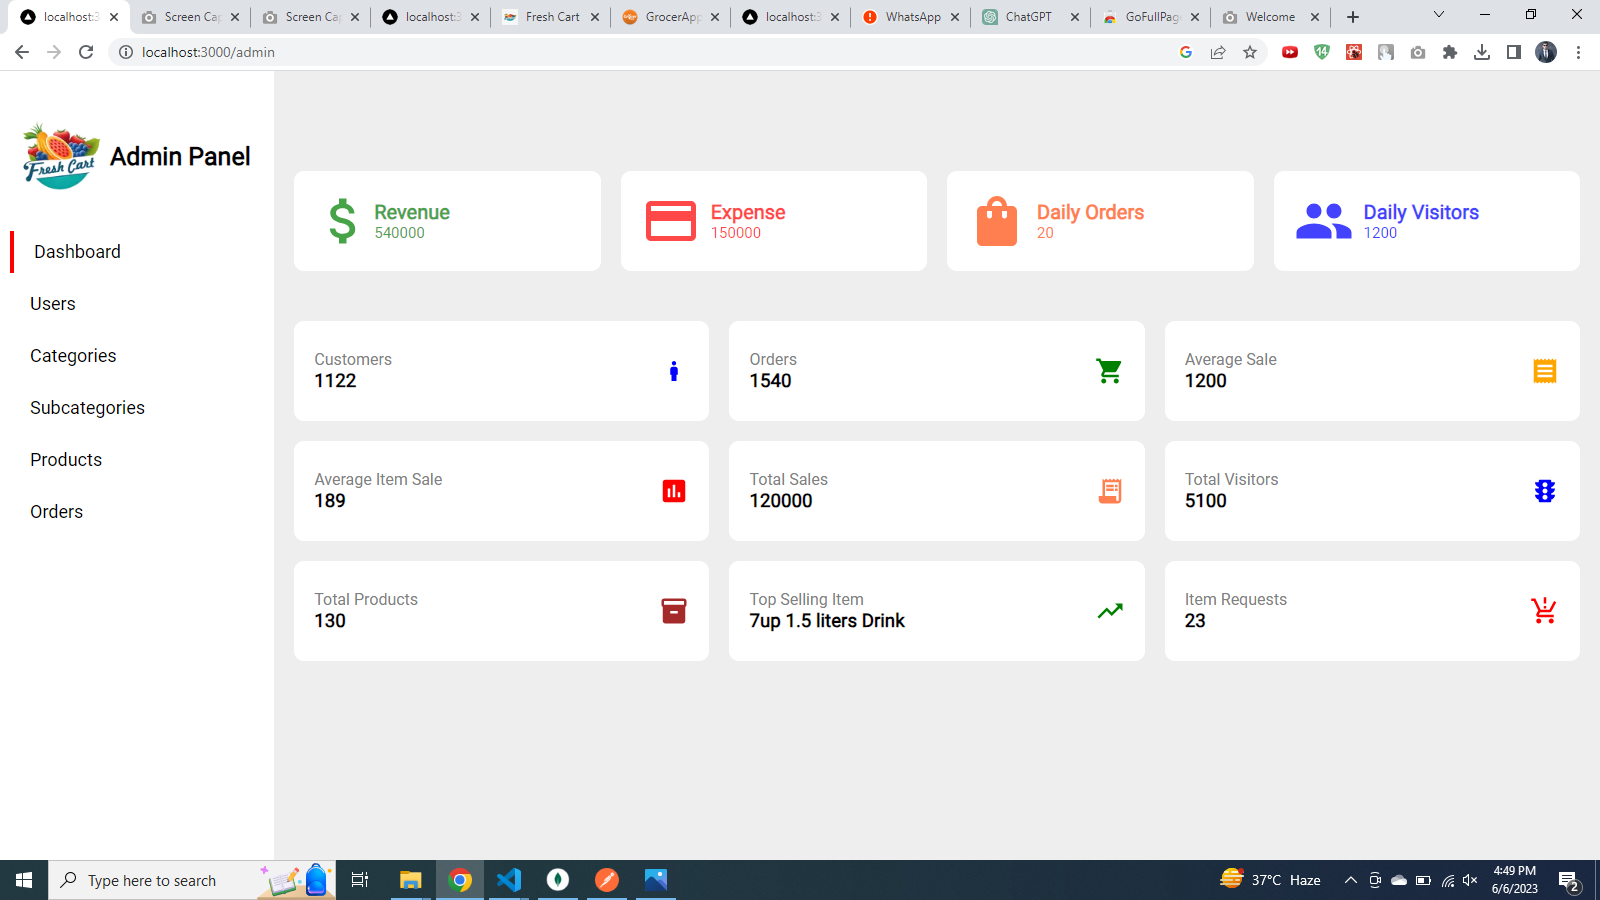 localhost:3
Screen Cap
Screen Cap
localhost:3
Fresh Cart
GrocerApp
localhost:3
WhatsApp
ChatGPT
GoFullPage
Welcome
localhost:3000/admin
14
Fresh Cart
Admin Panel
Dashboard
Users
Categories
Subcategories
Products
Orders
Revenue
540000
Expense
150000
Daily Orders
20
Daily Visitors
1200
Customers
1122
Orders
1540
Average Sale
1200
Average Item Sale
189
Total Sales
120000
Total Visitors
5100
Total Products
130
Top Selling Item
7up 1.5 liters Drink
Item Requests
23
Type here to search
37°C Haze
4:49 PM
6/6/2023
2